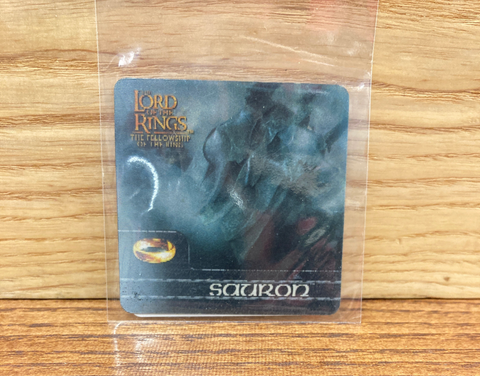 THE
LORD
OF THE
RINGS
THE FELLOWSHIP
OF THE RING
SAURON